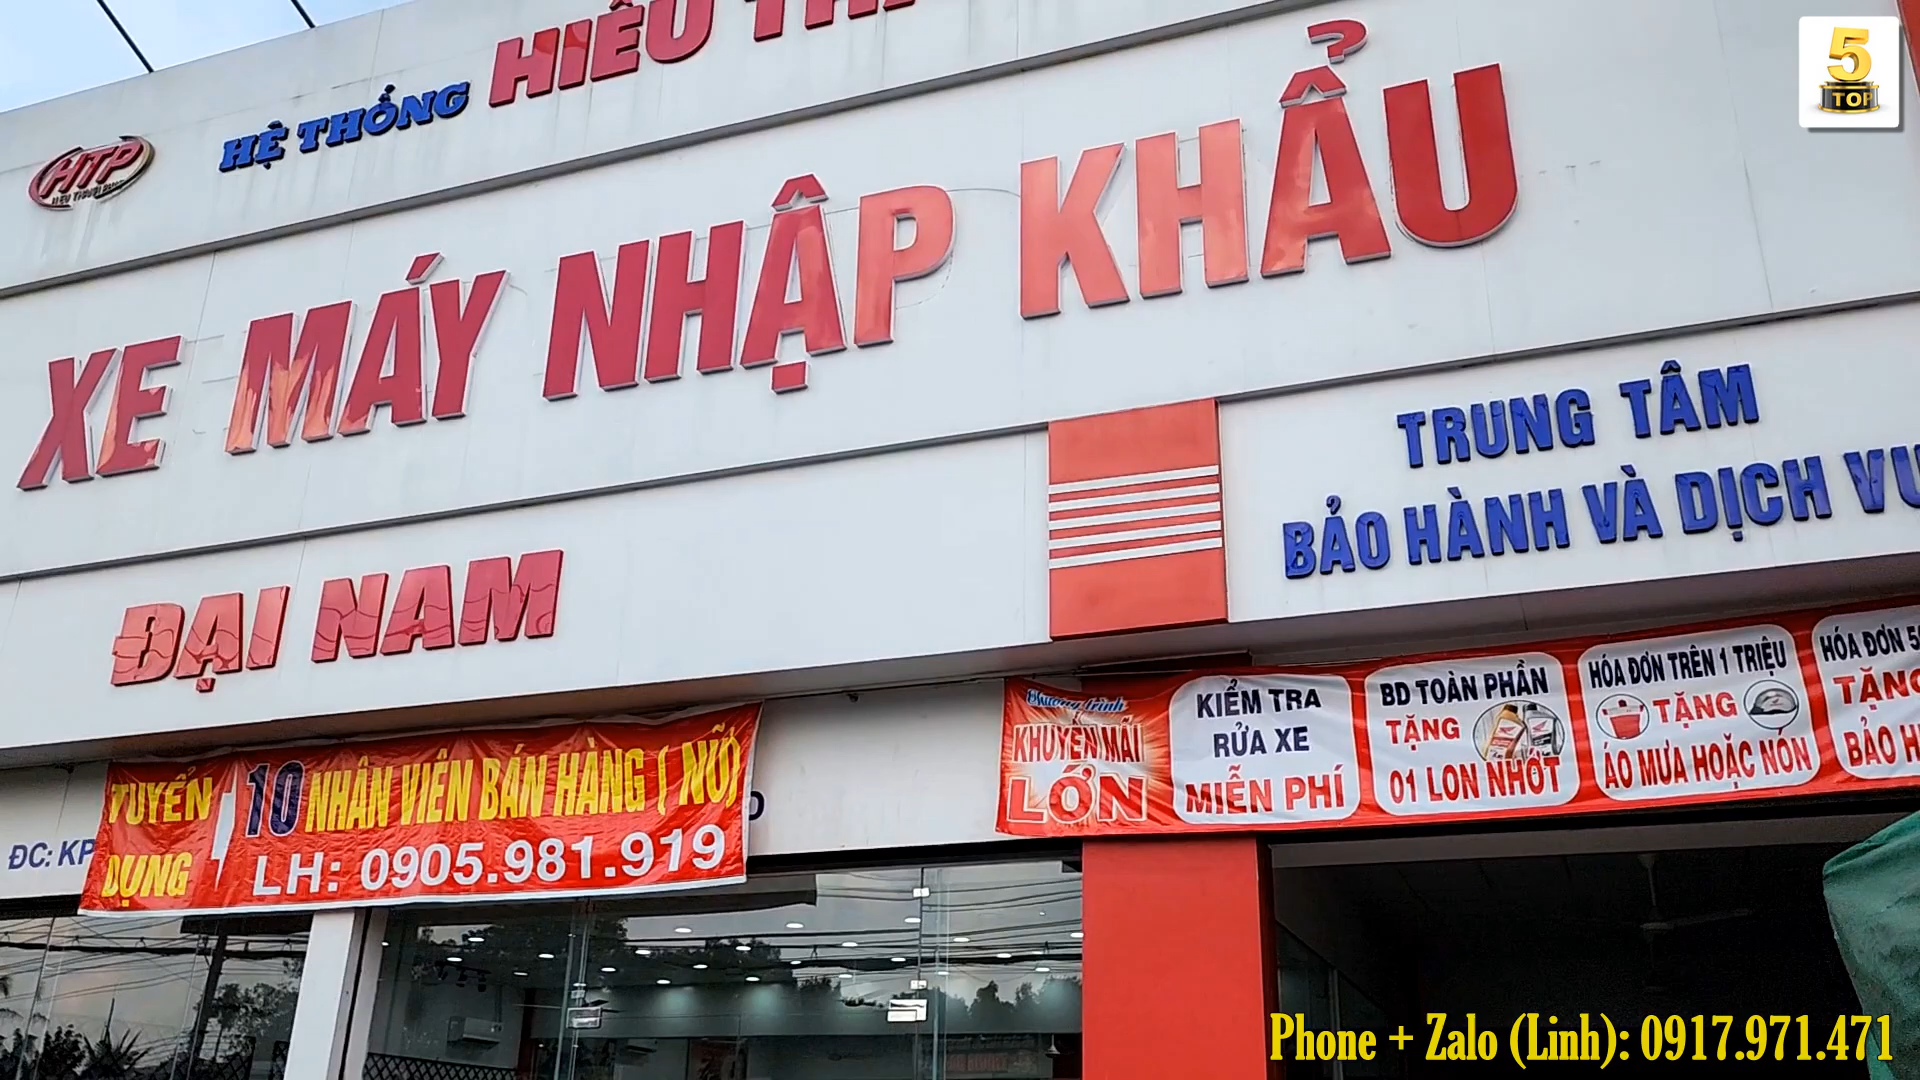 HTP
HỆ THỐNG HIẾU
XE MÁY NHẬP KHẨU
ĐẠI NAM
TRUNG TÂM
BẢO HÀNH VÀ DỊCH VỤ
5
TOP
ĐC: KP
TUYỂN
DỤNG
10 NHÂN VIÊN BÁN HÀNG ( NỮ)
LH: 0905.981.919
Chương trình
KHUYẾN MÃI
LỚN
KIỂM TRA
RỬA XE
MIỄN PHÍ
BD TOÀN PHẦN
TẶNG
01 LON NHỚT
HÓA ĐƠN TRÊN 1 TRIỆU
TẶNG
ÁO MƯA HOẶC NÓN
HÓA ĐƠN
TẶNG
BẢO
Phone + Zalo (Linh): 0917.971.471